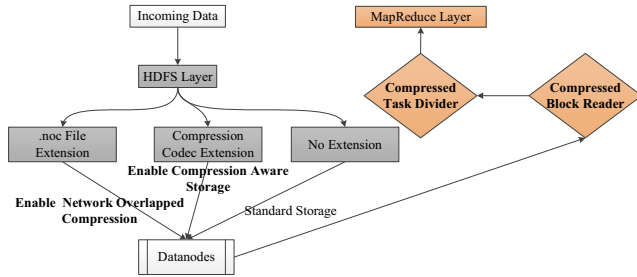 Incoming Data
MapReduce Layer
HDFS Layer
Compressed
Task Divider
Compressed
Block Reader
.noc File
Extension
Compression
Codec Extension
No Extension
Enable Compression Aware
Storage
Enable Network Overlapped
Compression
Standard Storage
Datanodes